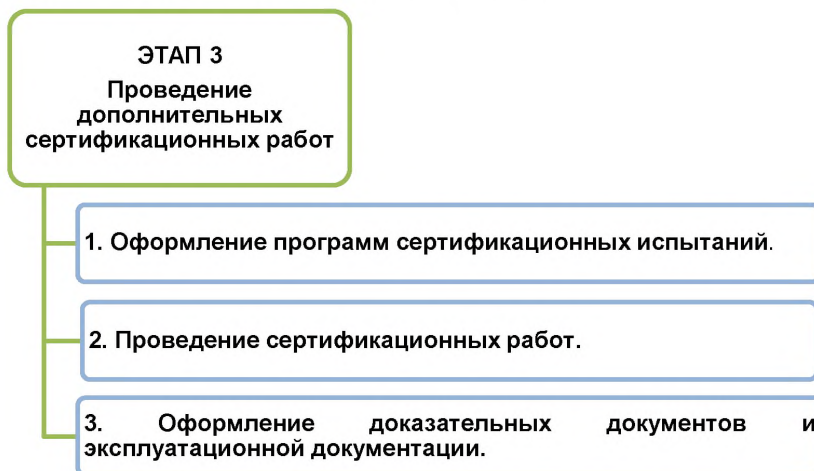 ЭТАП 3
Проведение
дополнительных
сертификационных работ
1. Оформление программ сертификационных испытаний.
2. Проведение сертификационных работ.
3. Оформление доказательных документов и
эксплуатационной документации.